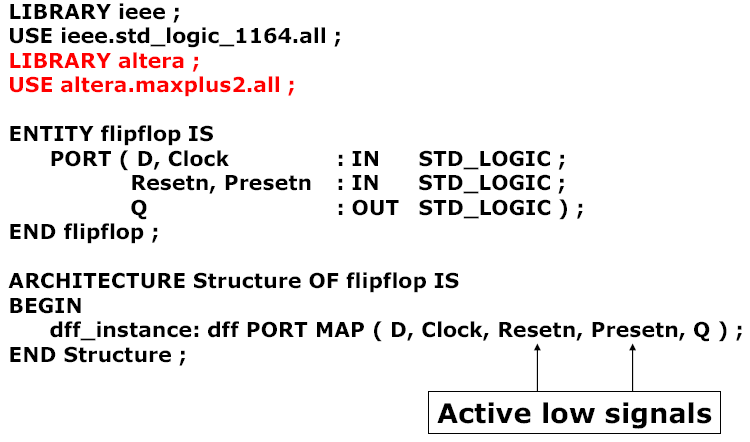 LIBRARY ieee ;
USE ieee.std_logic_1164.all ;
LIBRARY altera ;
USE altera.maxplus2.all ;
ENTITY flipflop IS
PORT ( D, Clock : IN STD_LOGIC ;
Resetn, Presetn : IN STD_LOGIC ;
Q : OUT STD_LOGIC ) ;
END flipflop ;
ARCHITECTURE Structure OF flipflop IS
BEGIN
dff_instance: dff PORT MAP ( D, Clock, Resetn, Presetn, Q ) ;
END Structure ;
Active low signals